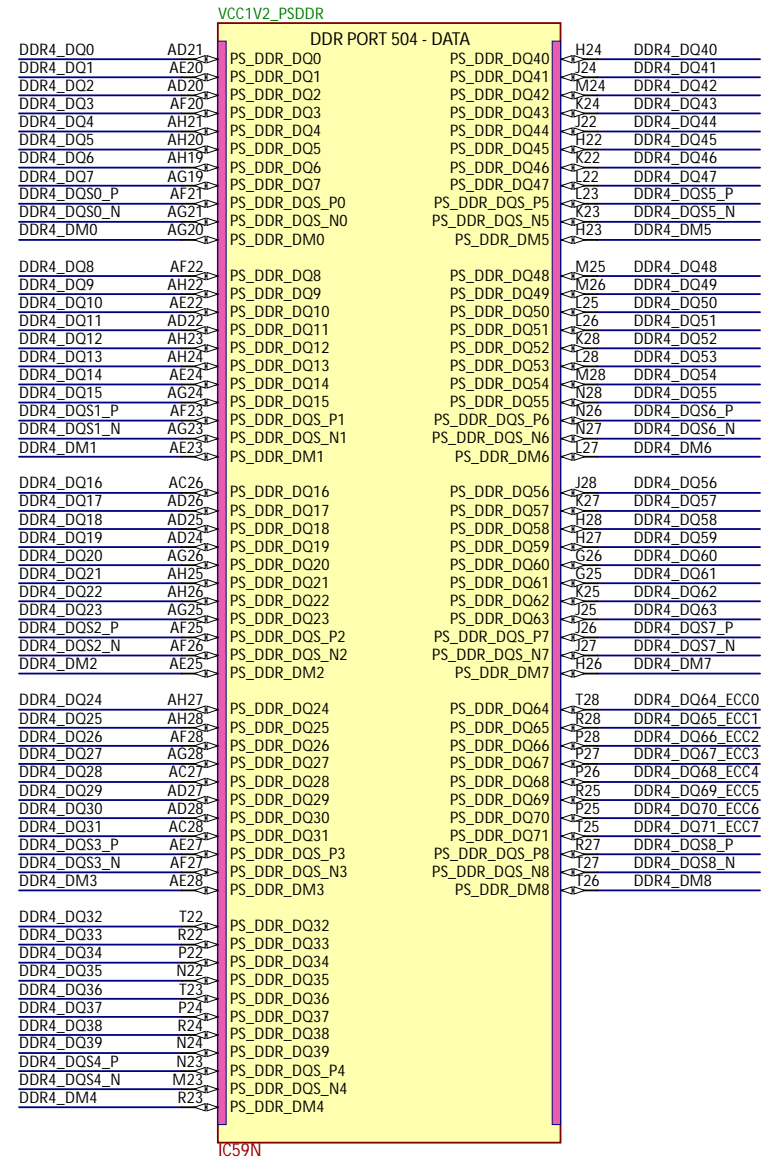 VCC1V2_PSDDR
DDR PORT 504 - DATA
DDR4_DQ0 AD21 PS_DDR_DQ0 PS_DDR_DQ40 H24 DDR4_DQ40
DDR4_DQ1 AE20 PS_DDR_DQ1 PS_DDR_DQ41 J24 DDR4_DQ41
DDR4_DQ2 AD20 PS_DDR_DQ2 PS_DDR_DQ42 M24 DDR4_DQ42
DDR4_DQ3 AF20 PS_DDR_DQ3 PS_DDR_DQ43 K24 DDR4_DQ43
DDR4_DQ4 AH21 PS_DDR_DQ4 PS_DDR_DQ44 J22 DDR4_DQ44
DDR4_DQ5 AH20 PS_DDR_DQ5 PS_DDR_DQ45 H22 DDR4_DQ45
DDR4_DQ6 AH19 PS_DDR_DQ6 PS_DDR_DQ46 K22 DDR4_DQ46
DDR4_DQ7 AG19 PS_DDR_DQ7 PS_DDR_DQ47 L22 DDR4_DQ47
DDR4_DQS0_P AF21 PS_DDR_DQS_P0 PS_DDR_DQS_P5 L23 DDR4_DQS5_P
DDR4_DQS0_N AG21 PS_DDR_DQS_N0 PS_DDR_DQS_N5 K23 DDR4_DQS5_N
DDR4_DM0 AG20 PS_DDR_DM0 PS_DDR_DM5 H23 DDR4_DM5
DDR4_DQ8 AF22 PS_DDR_DQ8 PS_DDR_DQ48 M25 DDR4_DQ48
DDR4_DQ9 AH22 PS_DDR_DQ9 PS_DDR_DQ49 M26 DDR4_DQ49
DDR4_DQ10 AE22 PS_DDR_DQ10 PS_DDR_DQ50 L25 DDR4_DQ50
DDR4_DQ11 AD22 PS_DDR_DQ11 PS_DDR_DQ51 L26 DDR4_DQ51
DDR4_DQ12 AH23 PS_DDR_DQ12 PS_DDR_DQ52 K28 DDR4_DQ52
DDR4_DQ13 AH24 PS_DDR_DQ13 PS_DDR_DQ53 L28 DDR4_DQ53
DDR4_DQ14 AE24 PS_DDR_DQ14 PS_DDR_DQ54 M28 DDR4_DQ54
DDR4_DQ15 AG24 PS_DDR_DQ15 PS_DDR_DQ55 N28 DDR4_DQ55
DDR4_DQS1_P AF23 PS_DDR_DQS_P1 PS_DDR_DQS_P6 N26 DDR4_DQS6_P
DDR4_DQS1_N AG23 PS_DDR_DQS_N1 PS_DDR_DQS_N6 N27 DDR4_DQS6_N
DDR4_DM1 AE23 PS_DDR_DM1 PS_DDR_DM6 L27 DDR4_DM6
DDR4_DQ16 AC26 PS_DDR_DQ16 PS_DDR_DQ56 J28 DDR4_DQ56
DDR4_DQ17 AD26 PS_DDR_DQ17 PS_DDR_DQ57 K27 DDR4_DQ57
DDR4_DQ18 AD25 PS_DDR_DQ18 PS_DDR_DQ58 H28 DDR4_DQ58
DDR4_DQ19 AD24 PS_DDR_DQ19 PS_DDR_DQ59 H27 DDR4_DQ59
DDR4_DQ20 AG26 PS_DDR_DQ20 PS_DDR_DQ60 G26 DDR4_DQ60
DDR4_DQ21 AH25 PS_DDR_DQ21 PS_DDR_DQ61 G25 DDR4_DQ61
DDR4_DQ22 AH26 PS_DDR_DQ22 PS_DDR_DQ62 K25 DDR4_DQ62
DDR4_DQ23 AG25 PS_DDR_DQ23 PS_DDR_DQ63 J25 DDR4_DQ63
DDR4_DQS2_P AF25 PS_DDR_DQS_P2 PS_DDR_DQS_P7 J26 DDR4_DQS7_P
DDR4_DQS2_N AF26 PS_DDR_DQS_N2 PS_DDR_DQS_N7 J27 DDR4_DQS7_N
DDR4_DM2 AE25 PS_DDR_DM2 PS_DDR_DM7 H26 DDR4_DM7
DDR4_DQ24 AH27 PS_DDR_DQ24 PS_DDR_DQ64 T28 DDR4_DQ64_ECC0
DDR4_DQ25 AH28 PS_DDR_DQ25 PS_DDR_DQ65 R28 DDR4_DQ65_ECC1
DDR4_DQ26 AF28 PS_DDR_DQ26 PS_DDR_DQ66 P28 DDR4_DQ66_ECC2
DDR4_DQ27 AG28 PS_DDR_DQ27 PS_DDR_DQ67 P27 DDR4_DQ67_ECC3
DDR4_DQ28 AC27 PS_DDR_DQ28 PS_DDR_DQ68 P26 DDR4_DQ68_ECC4
DDR4_DQ29 AD27 PS_DDR_DQ29 PS_DDR_DQ69 R25 DDR4_DQ69_ECC5
DDR4_DQ30 AD28 PS_DDR_DQ30 PS_DDR_DQ70 P25 DDR4_DQ70_ECC6
DDR4_DQ31 AC28 PS_DDR_DQ31 PS_DDR_DQ71 T25 DDR4_DQ71_ECC7
DDR4_DQS3_P AE27 PS_DDR_DQS_P3 PS_DDR_DQS_P8 R27 DDR4_DQS8_P
DDR4_DQS3_N AF27 PS_DDR_DQS_N3 PS_DDR_DQS_N8 T27 DDR4_DQS8_N
DDR4_DM3 AE28 PS_DDR_DM3 PS_DDR_DM8 T26 DDR4_DM8
DDR4_DQ32 T22 PS_DDR_DQ32
DDR4_DQ33 R22 PS_DDR_DQ33
DDR4_DQ34 P22 PS_DDR_DQ34
DDR4_DQ35 N22 PS_DDR_DQ35
DDR4_DQ36 T23 PS_DDR_DQ36
DDR4_DQ37 P24 PS_DDR_DQ37
DDR4_DQ38 R24 PS_DDR_DQ38
DDR4_DQ39 N24 PS_DDR_DQ39
DDR4_DQS4_P N23 PS_DDR_DQS_P4
DDR4_DQS4_N M23 PS_DDR_DQS_N4
DDR4_DM4 R23 PS_DDR_DM4
IC59N